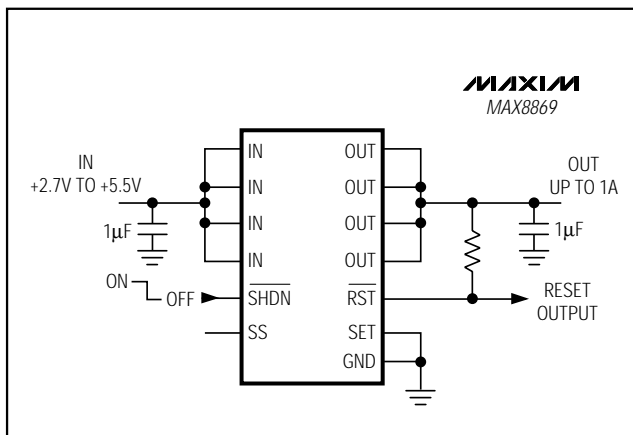 MAXIM
MAX8869
IN
+2.7V TO +5.5V
1μF
ON
OFF
IN
IN
IN
IN
SHDN
SS
OUT
OUT
OUT
OUT
RST
SET
GND
OUT
UP TO 1A
1μF
RESET
OUTPUT